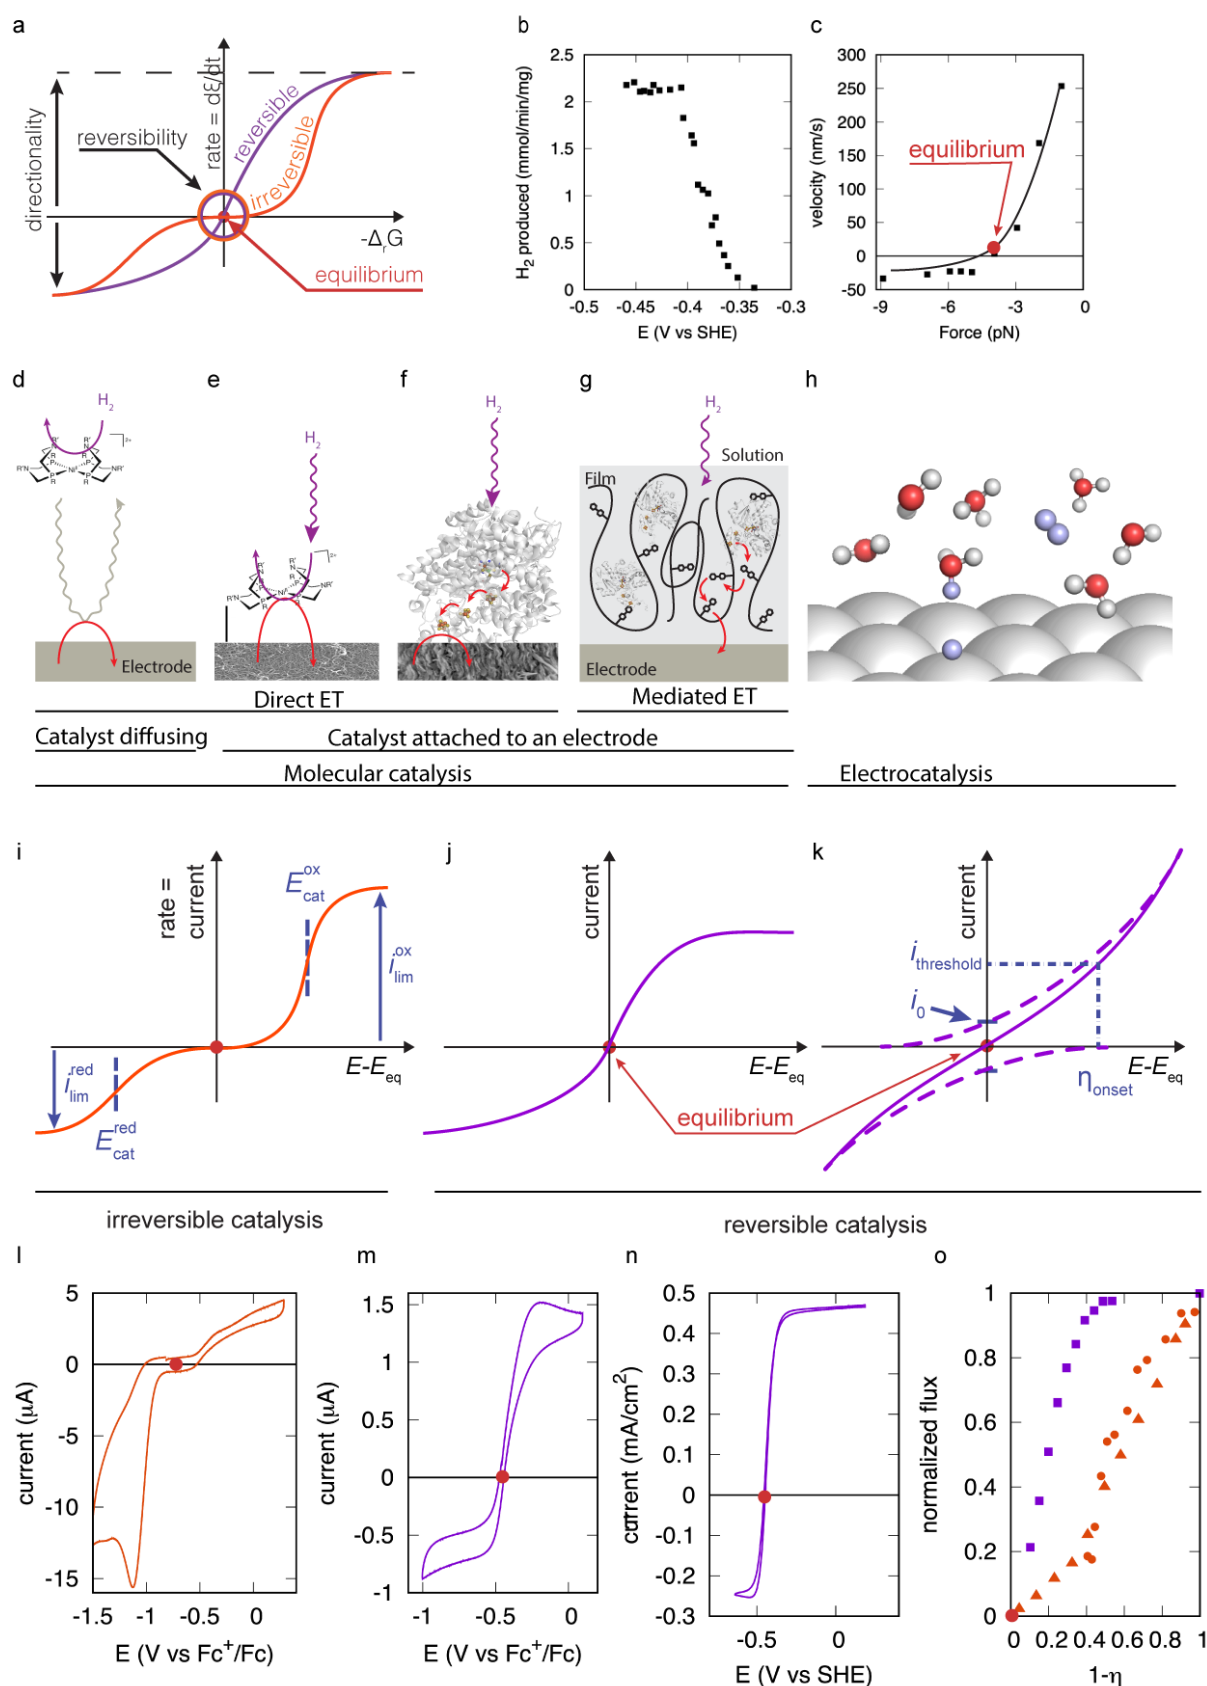 a
directionality
reversibility
rate = dξ/dt
reversible
irreversible
-ΔrG
equilibrium
b
H2 produced (mmol/min/mg)
2.5
2
1.5
1
0.5
0
-0.5 -0.45 -0.4 -0.35 -0.3
E (V vs SHE)
c
velocity (nm/s)
300
250
200
150
100
50
0
-50
equilibrium
-9 -6 -3 0
Force (pN)
d
H2
Electrode
e
H2
f
H2
g
H2
Solution
Film
Electrode
h
Direct ET
Mediated ET
Catalyst diffusing
Catalyst attached to an electrode
Molecular catalysis
Electrocatalysis
i
rate =
current
E ox cat
i ox lim
E-Eeq
i red lim
E red cat
j
current
E-Eeq
equilibrium
k
current
ithreshold
i0
E-Eeq
ηonset
irreversible catalysis
reversible catalysis
l
current (μA)
5
0
-5
-10
-15
-1.5 -1 -0.5 0
E (V vs Fc+/Fc)
m
current (μA)
1.5
1
0.5
0
-0.5
-1
-1 -0.5 0
E (V vs Fc+/Fc)
n
current (mA/cm2)
0.5
0.4
0.3
0.2
0.1
0
-0.1
-0.2
-0.3
-0.5 0
E (V vs SHE)
o
normalized flux
1
0.8
0.6
0.4
0.2
0
0 0.2 0.4 0.6 0.8 1
1-η